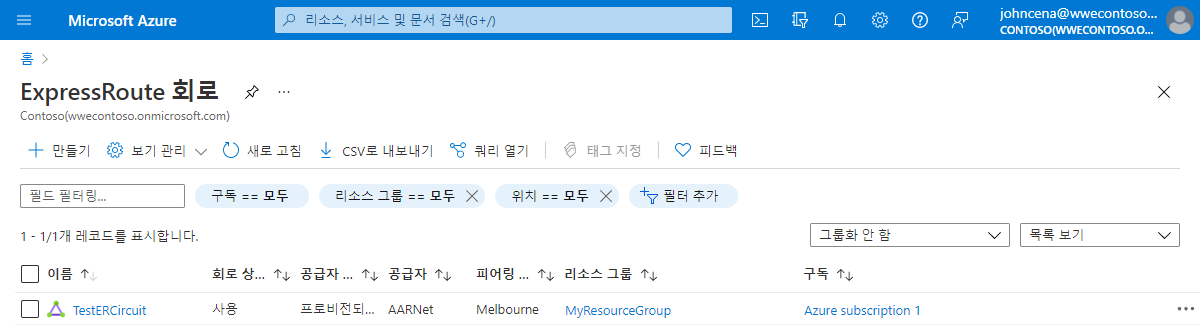 Microsoft Azure
리소스, 서비스 및 문서 검색(G+/)
johncena@wwecontoso...
CONTOSO(WWECONTOSO.O...
홈
ExpressRoute 회로
Contoso(wwecontoso.onmicrosoft.com)
만들기 보기 관리 새로 고침 CSV로 내보내기 쿼리 열기 태그 지정 피드백
필드 필터링... 구독 == 모두 리소스 그룹 == 모두 위치 == 모두 필터 추가
1 - 1/1개 레코드를 표시합니다. 그룹화 안 함 목록 보기
이름 회로 상... 공급자 ... 공급자 피어링 ... 리소스 그룹 구독
TestERCircuit 사용 프로비전되... AARNet Melbourne MyResourceGroup Azure subscription 1